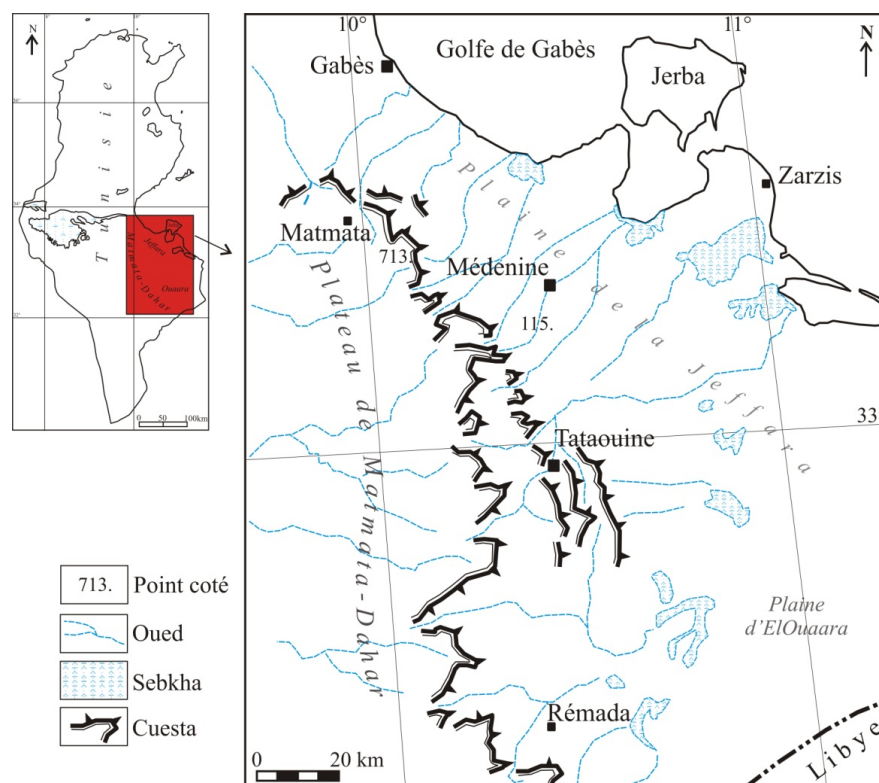 N
Tunisie
34°
32°
Jeffara
Matmata-Dahar
Ouaara
0 50 100km
10°
11°
N
Golfe de Gabès
Gabès
Jerba
Zarzis
Matmata
713.
Médenine
115.
Plaine de la Jeffara
Plateau de Matmata-Dahar
33
Tataouine
Plaine
d'ElOuaara
Rémada
Libye
0 20 km
713. Point coté
Oued
Sebkha
Cuesta